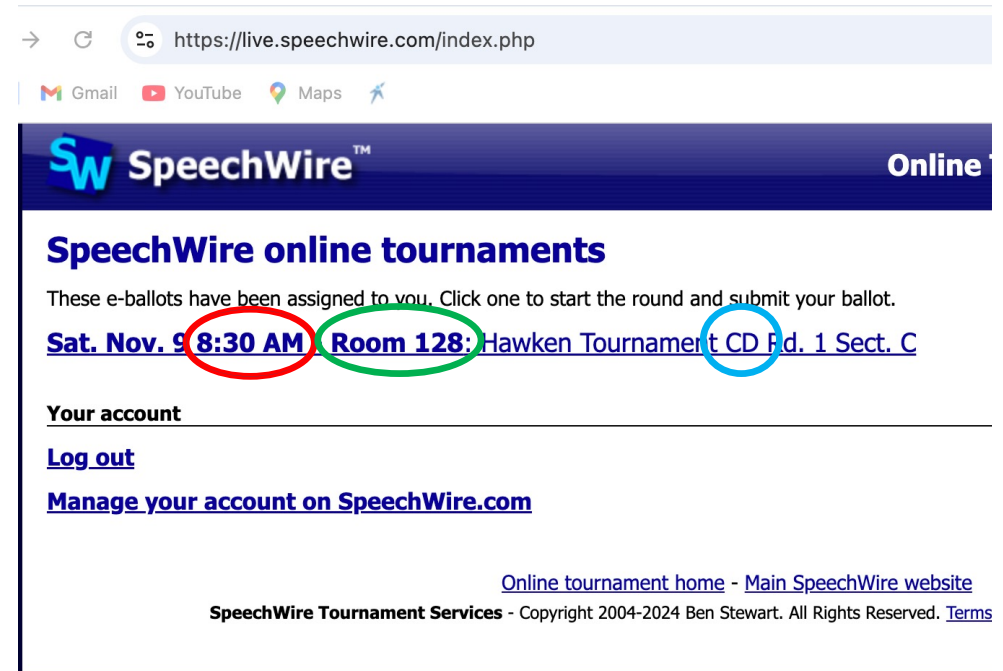 https://live.speechwire.com/index.php
Gmail YouTube Maps
SW SpeechWire™ Online
SpeechWire online tournaments
These e-ballots have been assigned to you. Click one to start the round and submit your ballot.
Sat. Nov. 9 8:30 AM Room 128: Hawken Tournament CD Rd. 1 Sect. C
Your account
Log out
Manage your account on SpeechWire.com
Online tournament home - Main SpeechWire website
SpeechWire Tournament Services - Copyright 2004-2024 Ben Stewart. All Rights Reserved. Terms